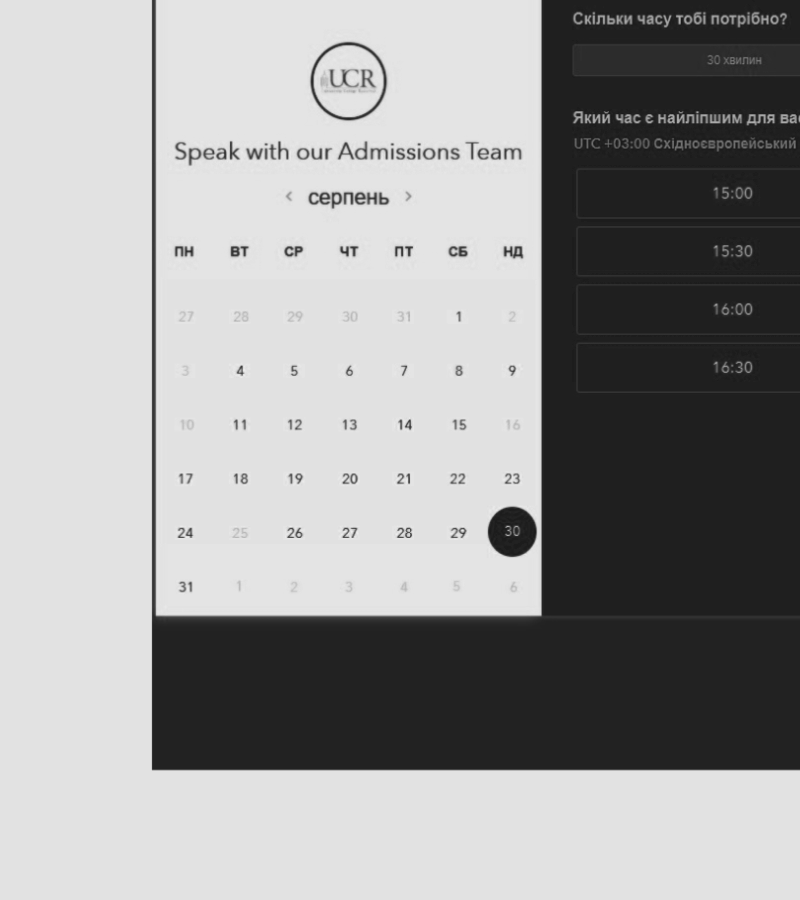 UCR
Speak with our Admissions Team
< серпень >
ПН ВТ СР ЧТ ПТ СБ НД
27 28 29 30 31 1 2
3 4 5 6 7 8 9
10 11 12 13 14 15 16
17 18 19 20 21 22 23
24 25 26 27 28 29 30
31 1 2 3 4 5 6
Скільки часу тобі потрібно?
30 хвилин
Який час є найліпшим для вас
UTC +03:00 Східноєвропейський
15:00
15:30
16:00
16:30